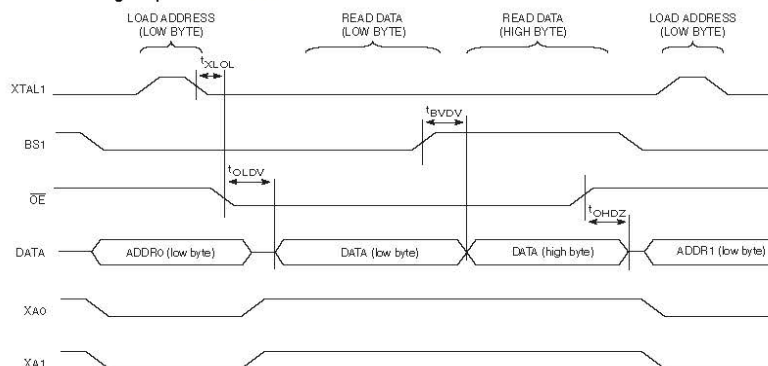 LOAD ADDRESS READ DATA READ DATA LOAD ADDRESS
(LOW BYTE) (LOW BYTE) (HIGH BYTE) (LOW BYTE)
tXLOL
XTAL1
tBVDV
BS1
tOLDV
OE
tOHDZ
DATA ADDR0 (low byte) DATA (low byte) DATA (high byte) ADDR1 (low byte)
XA0
XA1